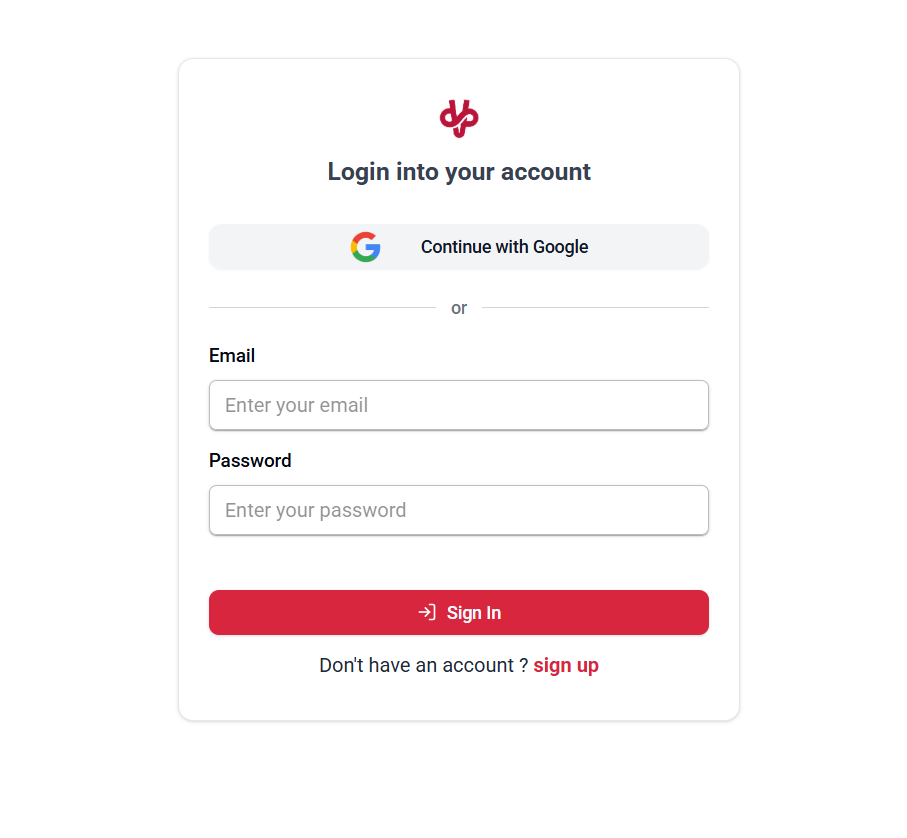 Login into your account
Continue with Google
or
Email
Enter your email
Password
Enter your password
Sign In
Don't have an account ? sign up